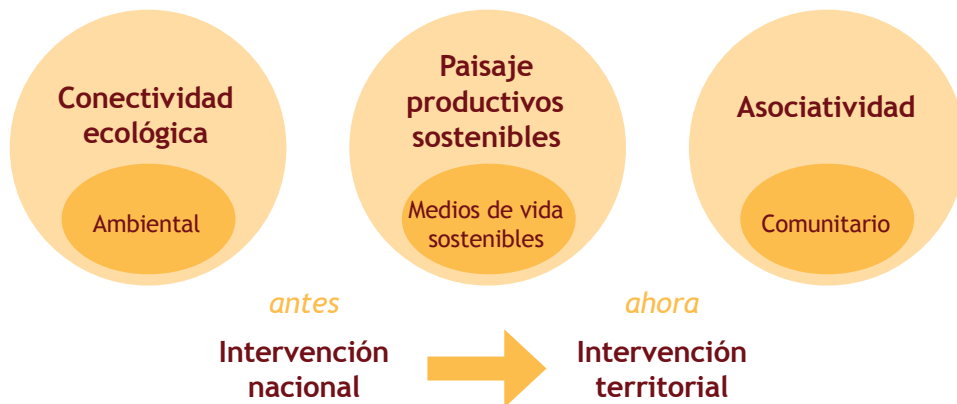 Conectividad
ecológica
Ambiental
Paisaje
productivos
sostenibles
Medios de vida
sostenibles
Asociatividad
Comunitario
antes
Intervención
nacional
ahora
Intervención
territorial